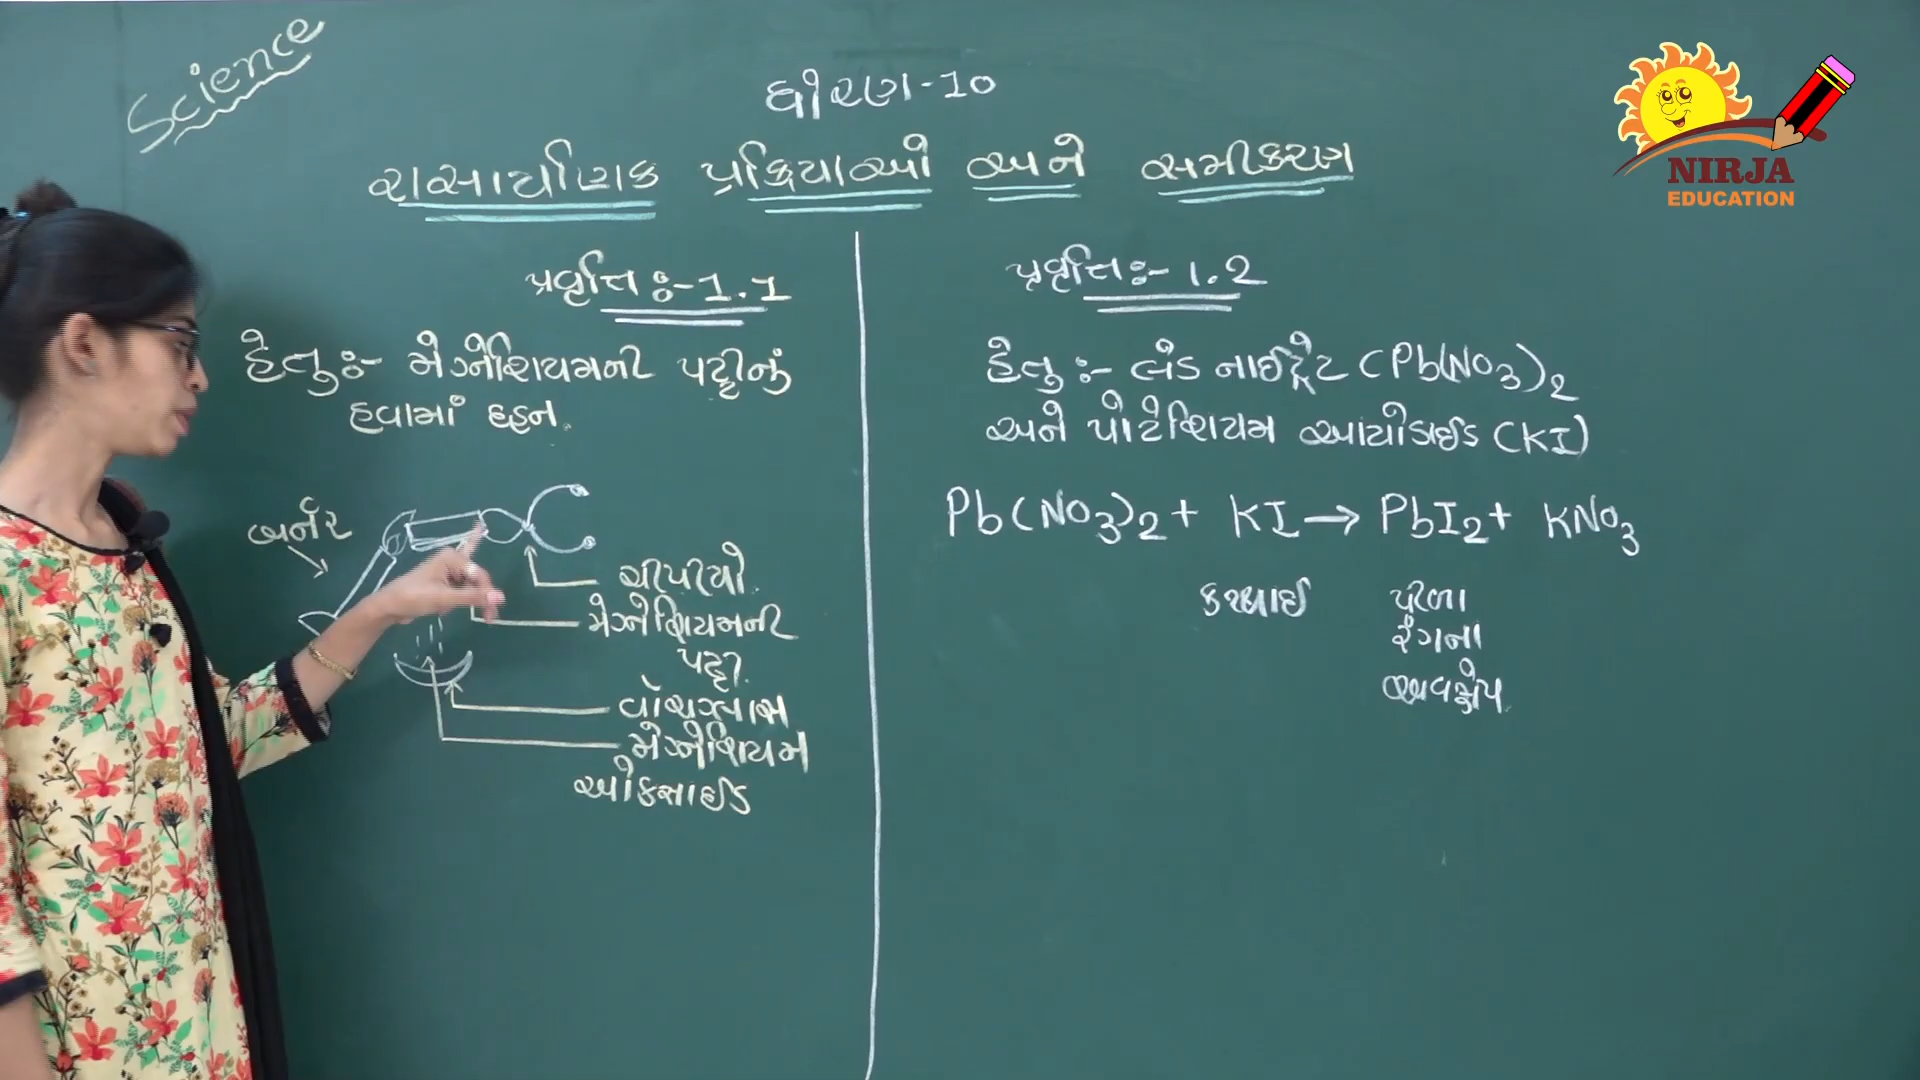 Science
ધોરણ-10
રાસાયણિક પ્રક્રિયાઓ અને સમીકરણ
NIRJA
EDUCATION
પ્રવૃત્તિ :- 1.1
હેતુ :- મેગ્નેશિયમની પટ્ટીનું
હવામાં દહન.
બર્નર
ચીપીયો
મેગ્નેશિયમની
પટ્ટી.
વૉચગ્લાસ
મેગ્નેશિયમ
ઓકસાઈડ
પ્રવૃત્તિ :- 1.2
હેતુ :- લેડ નાઈટ્રેટ (Pb(NO3)2
અને પોટેશિયમ આયોડાઈડ (KI)
Pb(NO3)2 + KI → PbI2 + KNO3
કથ્થાઈ
પીળા
રંગના
અવક્ષેપ.